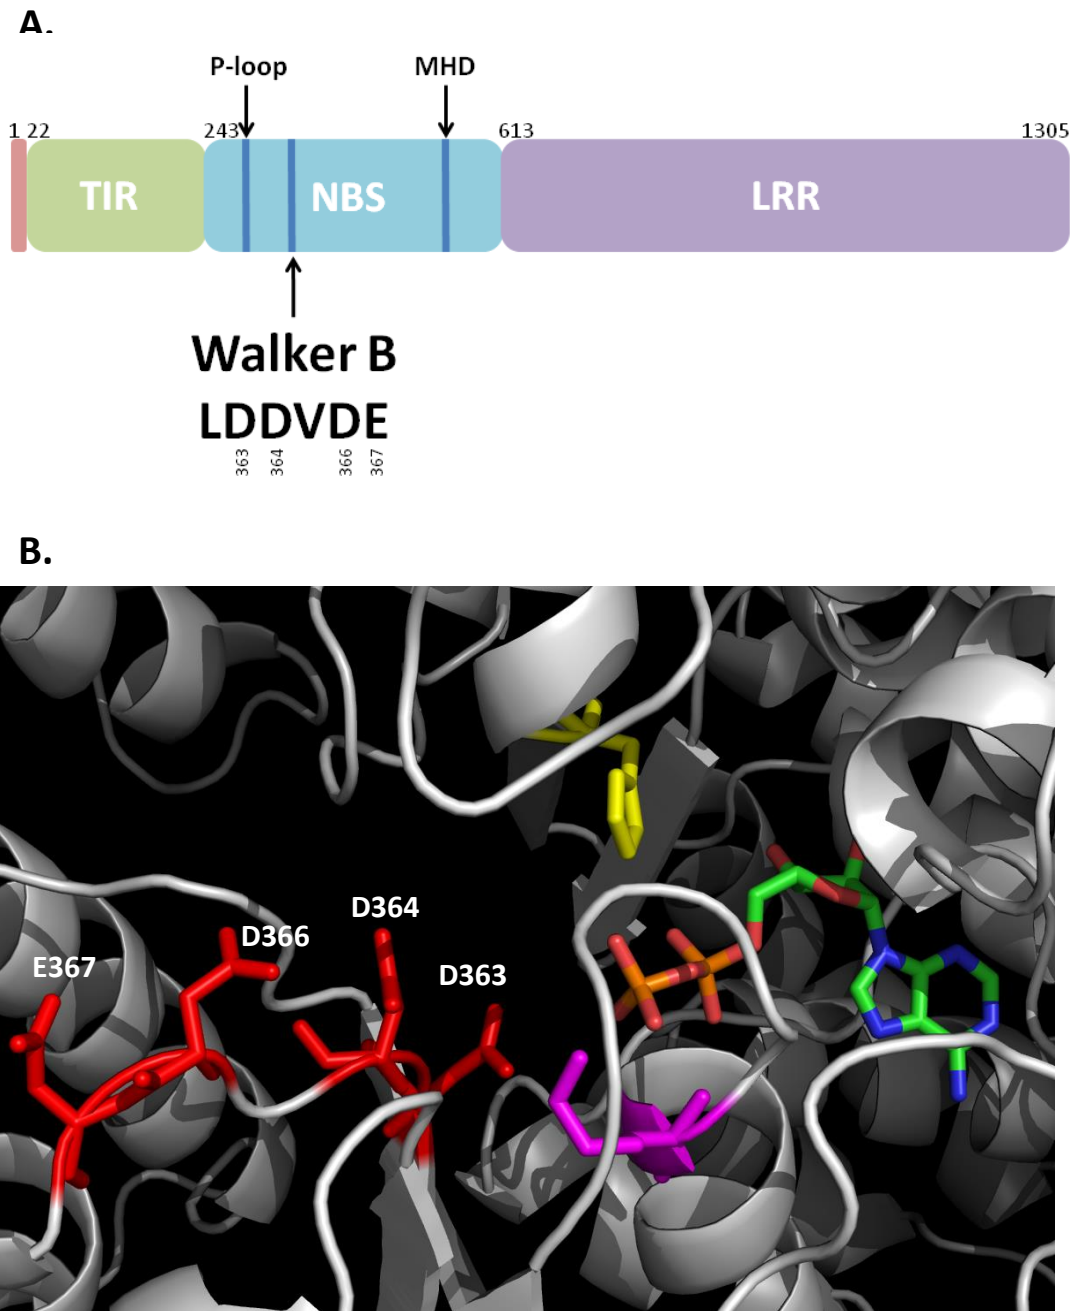 A.
P-loop MHD
1 22 243 613 1305
TIR NBS LRR
Walker B
LDDVDE
363 364 366 367
B.
D364
D366
E367
D363